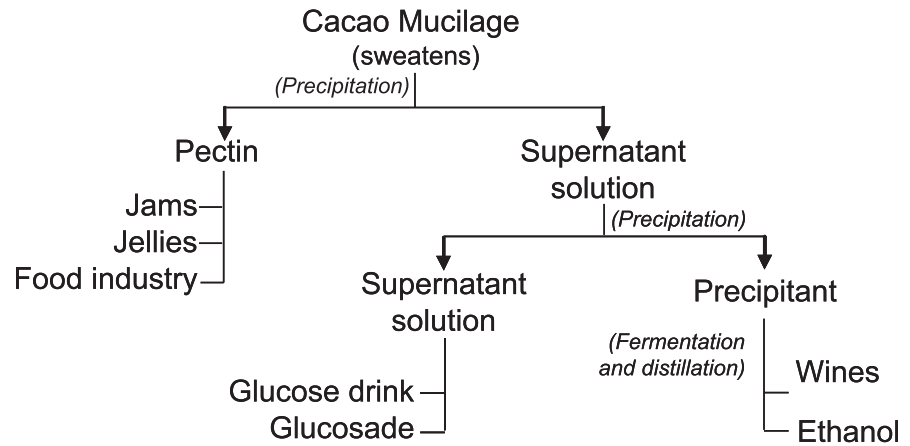 Cacao Mucilage
(sweatens)
(Precipitation)
Pectin
Jams
Jellies
Food industry
Supernatant
solution
(Precipitation)
Supernatant
solution
Glucose drink
Glucosade
Precipitant
(Fermentation
and distillation)
Wines
Ethanol